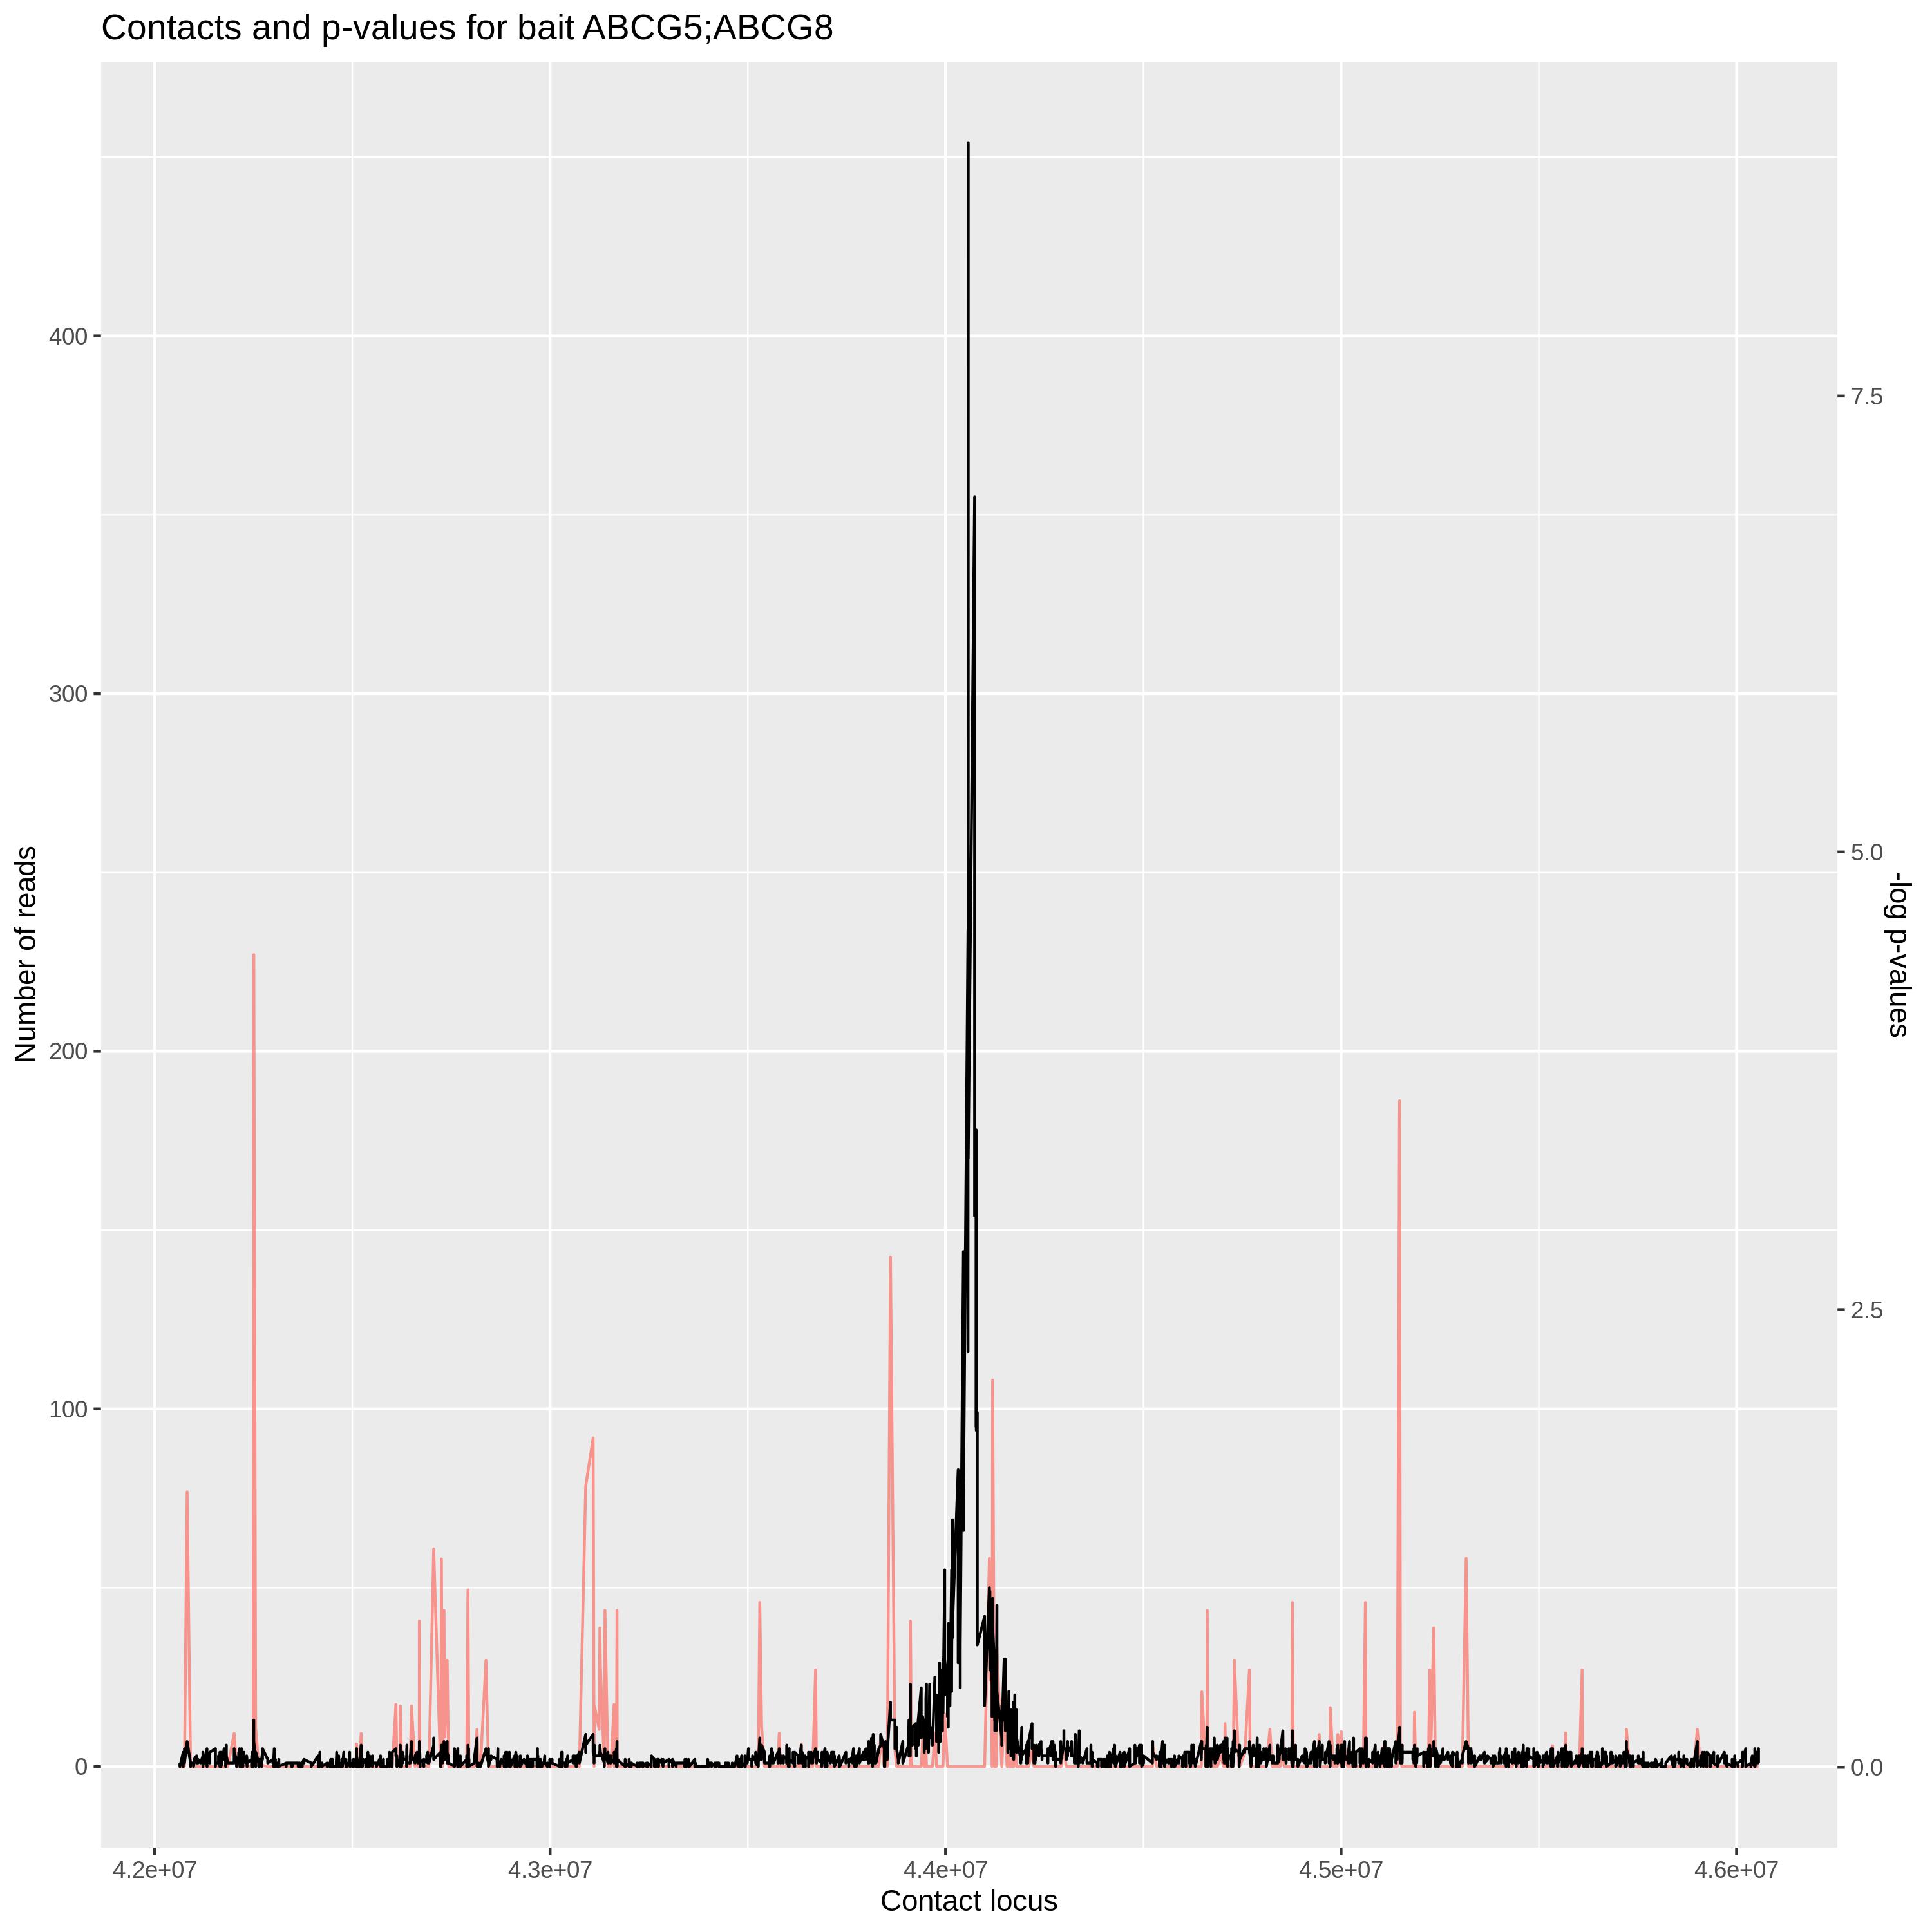 Contacts and p-values for bait ABCG5;ABCG8
Number of reads
400
300
200
100
0
7.5
5.0
2.5
0.0
-log p-values
4.2e+07 4.3e+07 4.4e+07 4.5e+07 4.6e+07
Contact locus